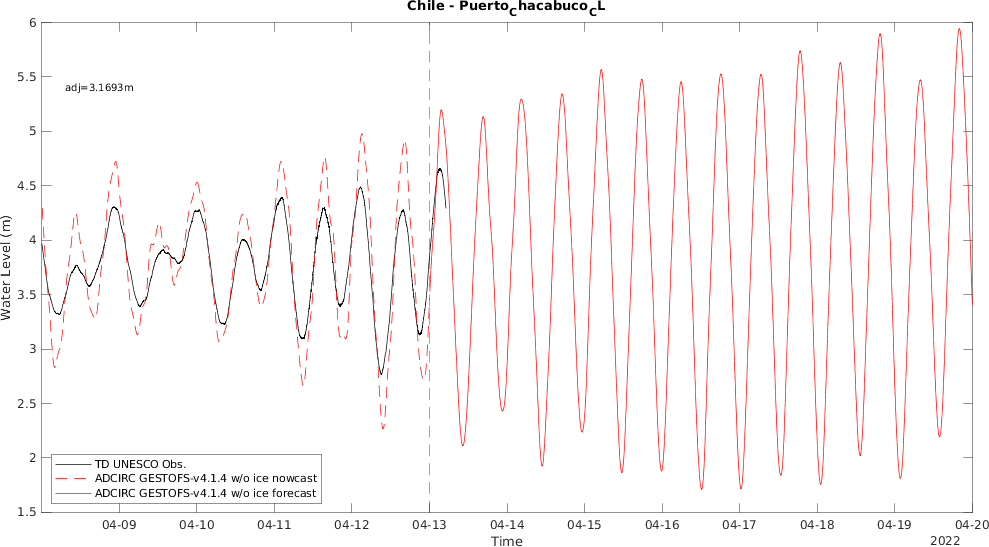 Chile - Puerto_Chacabuco_CL
6
5.5
adj=3.1693m
5
4.5
4
3.5
3
2.5
2
1.5
Water Level (m)
TD UNESCO Obs.
ADCIRC GESTOFS-v4.1.4 w/o ice nowcast
ADCIRC GESTOFS-v4.1.4 w/o ice forecast
04-09 04-10 04-11 04-12 04-13 04-14 04-15 04-16 04-17 04-18 04-19 04-20
Time
2022